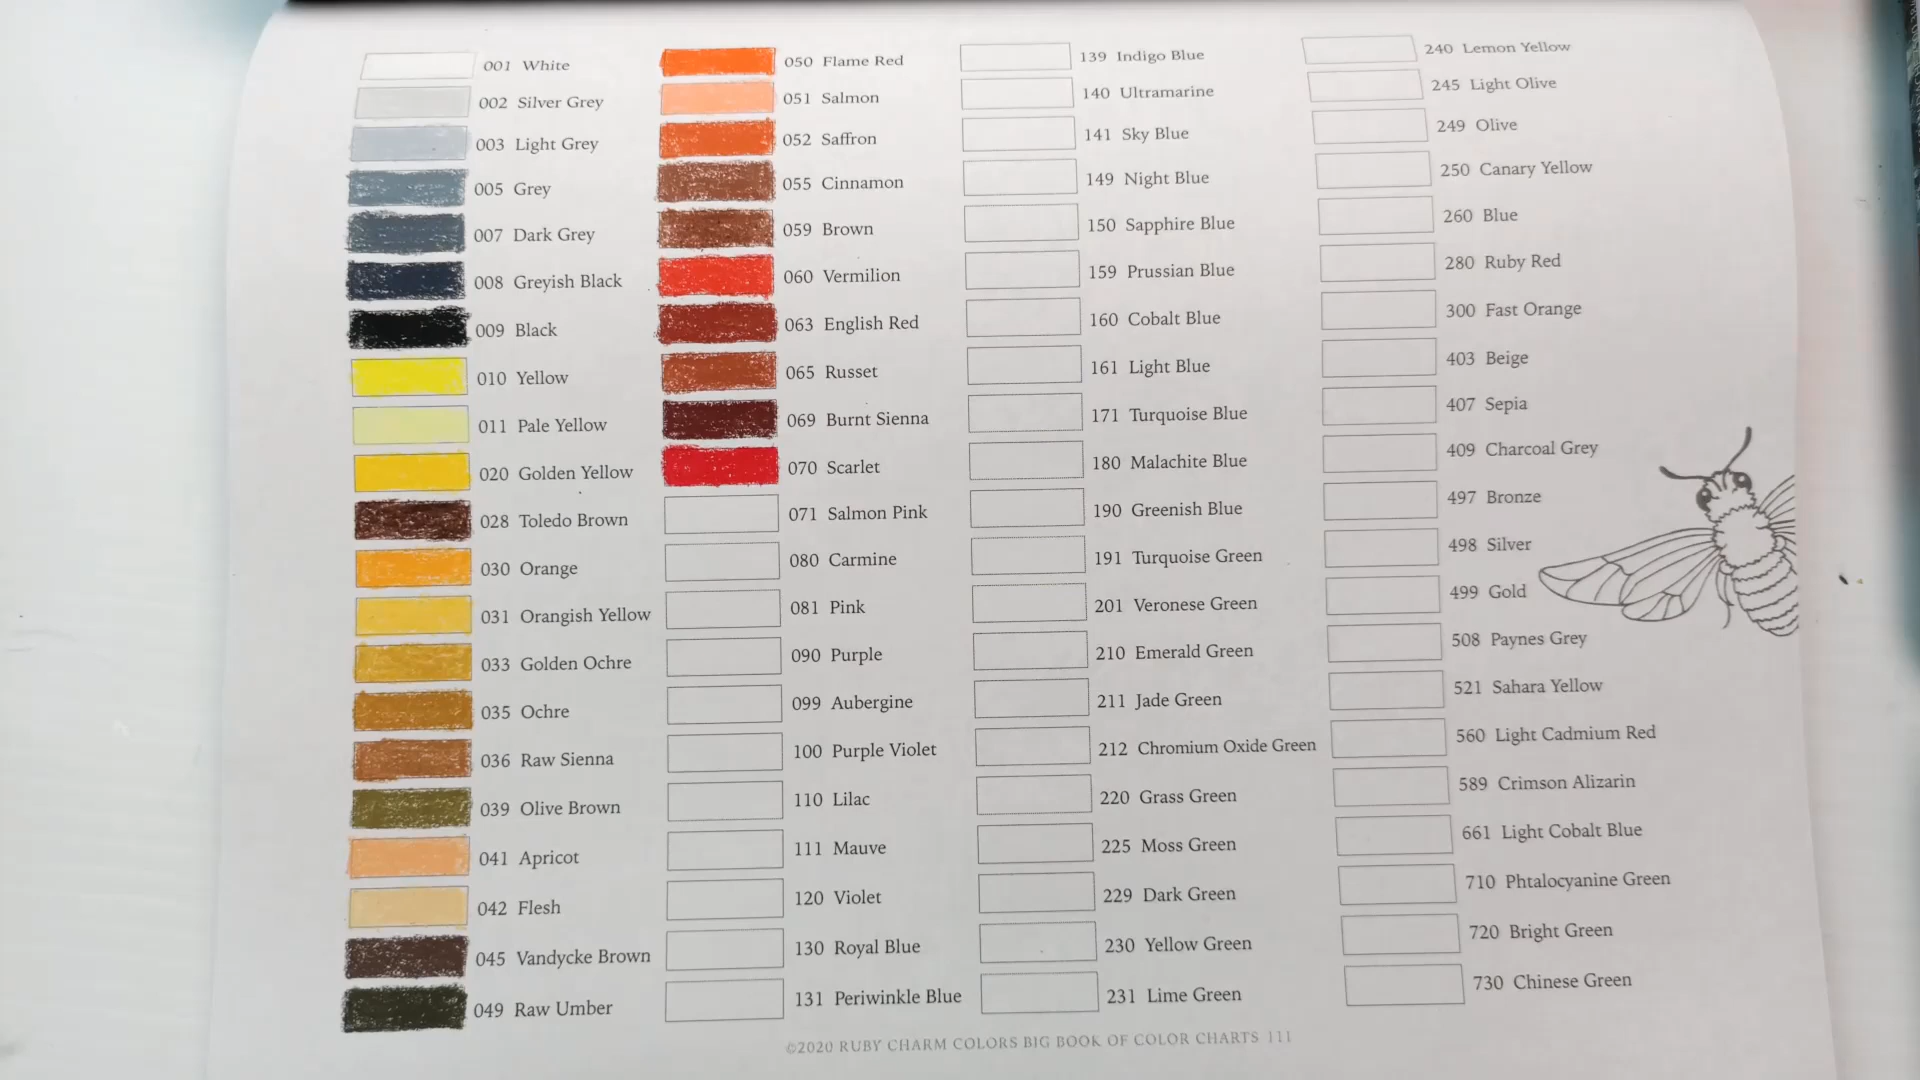 001 White
002 Silver Grey
003 Light Grey
005 Grey
007 Dark Grey
008 Greyish Black
009 Black
010 Yellow
011 Pale Yellow
020 Golden Yellow
028 Toledo Brown
030 Orange
031 Orangish Yellow
033 Golden Ochre
035 Ochre
036 Raw Sienna
039 Olive Brown
041 Apricot
042 Flesh
045 Vandycke Brown
049 Raw Umber
050 Flame Red
051 Salmon
052 Saffron
055 Cinnamon
059 Brown
060 Vermilion
063 English Red
065 Russet
069 Burnt Sienna
070 Scarlet
071 Salmon Pink
080 Carmine
081 Pink
090 Purple
099 Aubergine
100 Purple Violet
110 Lilac
111 Mauve
120 Violet
130 Royal Blue
131 Periwinkle Blue
139 Indigo Blue
140 Ultramarine
141 Sky Blue
149 Night Blue
150 Sapphire Blue
159 Prussian Blue
160 Cobalt Blue
161 Light Blue
171 Turquoise Blue
180 Malachite Blue
190 Greenish Blue
191 Turquoise Green
201 Veronese Green
210 Emerald Green
211 Jade Green
212 Chromium Oxide Green
220 Grass Green
225 Moss Green
229 Dark Green
230 Yellow Green
231 Lime Green
240 Lemon Yellow
245 Light Olive
249 Olive
250 Canary Yellow
260 Blue
280 Ruby Red
300 Fast Orange
403 Beige
407 Sepia
409 Charcoal Grey
497 Bronze
498 Silver
499 Gold
508 Paynes Grey
521 Sahara Yellow
560 Light Cadmium Red
589 Crimson Alizarin
661 Light Cobalt Blue
710 Phtalocyanine Green
720 Bright Green
730 Chinese Green
©2020 RUBY CHARM COLORS BIG BOOK OF COLOR CHARTS 111